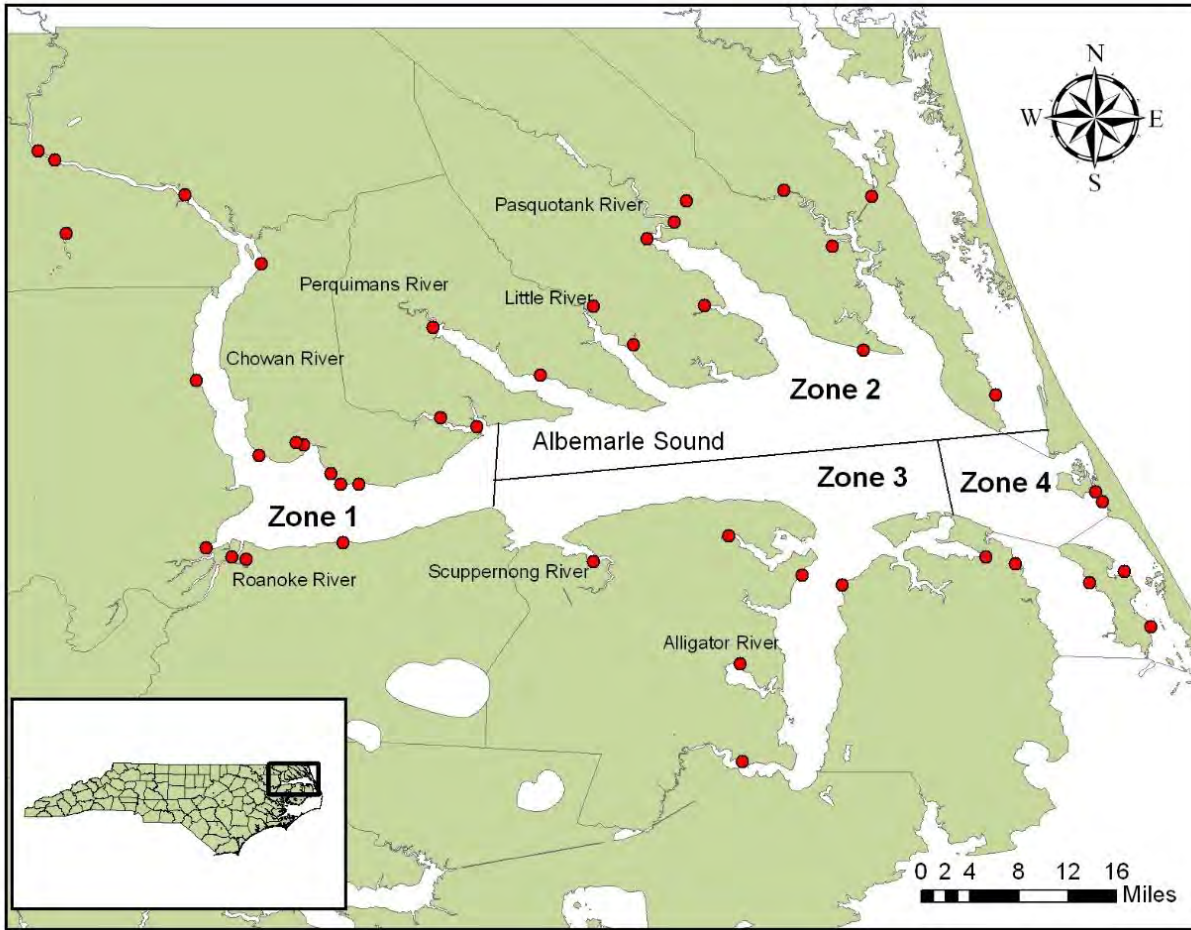 N
W E
S
Pasquotank River
Perquimans River
Little River
Chowan River
Zone 2
Albemarle Sound
Zone 3
Zone 4
Zone 1
Roanoke River
Scuppernong River
Alligator River
0 2 4 8 12 16
Miles